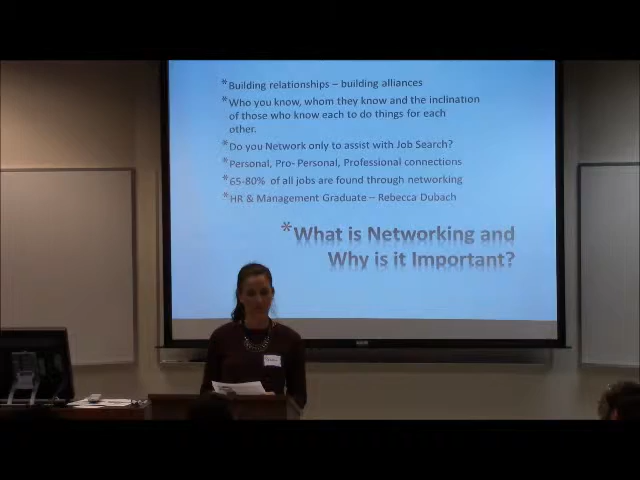 *Building relationships – building alliances
*Who you know, whom they know and the inclination
of those who know each to do things for each
other.
*Do you Network only to assist with Job Search?
*Personal, Pro- Personal, Professional connections
*65-80% of all jobs are found through networking
*HR & Management Graduate – Rebecca Dubach
*What is Networking and
Why is it Important?